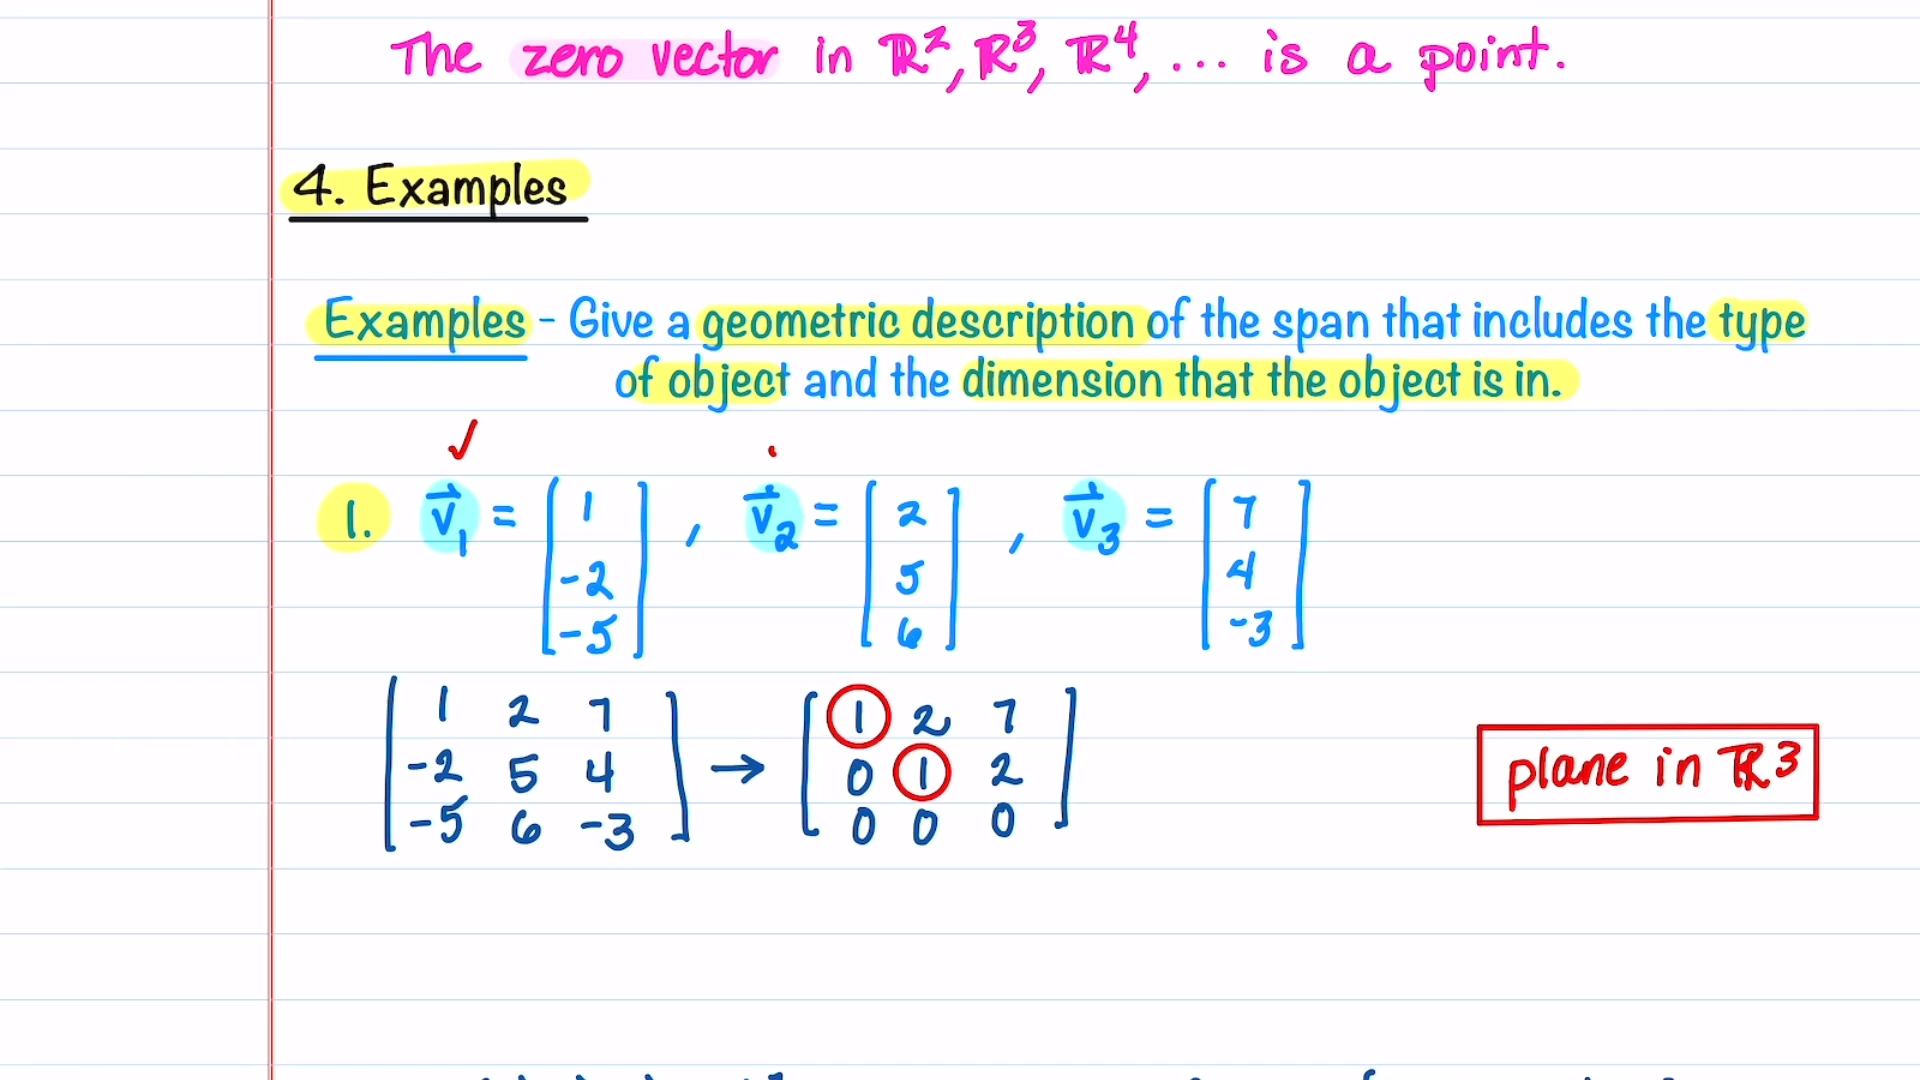 The zero vector in ℝ², ℝ³, ℝ⁴, ... is a point.
4. Examples
Examples - Give a geometric description of the span that includes the type
of object and the dimension that the object is in.
✓
1. v⃗₁ = [1 -2 -5], v⃗₂ = [2 5 6], v⃗₃ = [7 4 -3]
[1 2 7
-2 5 4
-5 6 -3]
→
[1 2 7
0 1 2
0 0 0]
plane in ℝ³